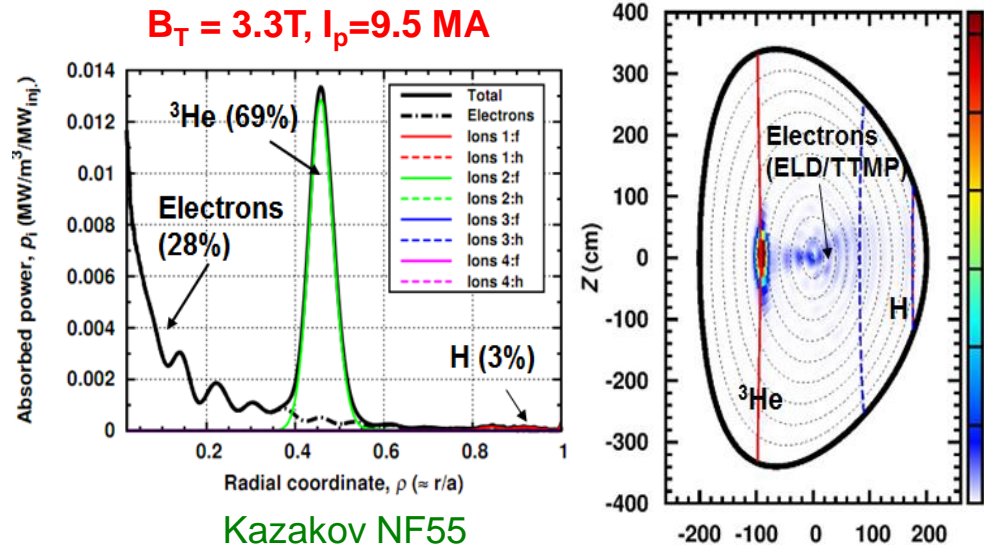 B_T = 3.3T, I_p=9.5 MA
Absorbed power, p_i (MW/m³/MW_inj.)
0.014
0.012
0.01
0.008
0.006
0.004
0.002
0
³He (69%)
Electrons
(28%)
H (3%)
Total
Electrons
Ions 1:f
Ions 1:h
Ions 2:f
Ions 2:h
Ions 3:f
Ions 3:h
Ions 4:f
Ions 4:h
0.2 0.4 0.6 0.8 1
Radial coordinate, ρ (≈ r/a)
Kazakov NF55
Z (cm)
400
300
200
100
0
-100
-200
-300
-400
Electrons
(ELD/TTMP)
H
³He
-200 -100 0 100 200